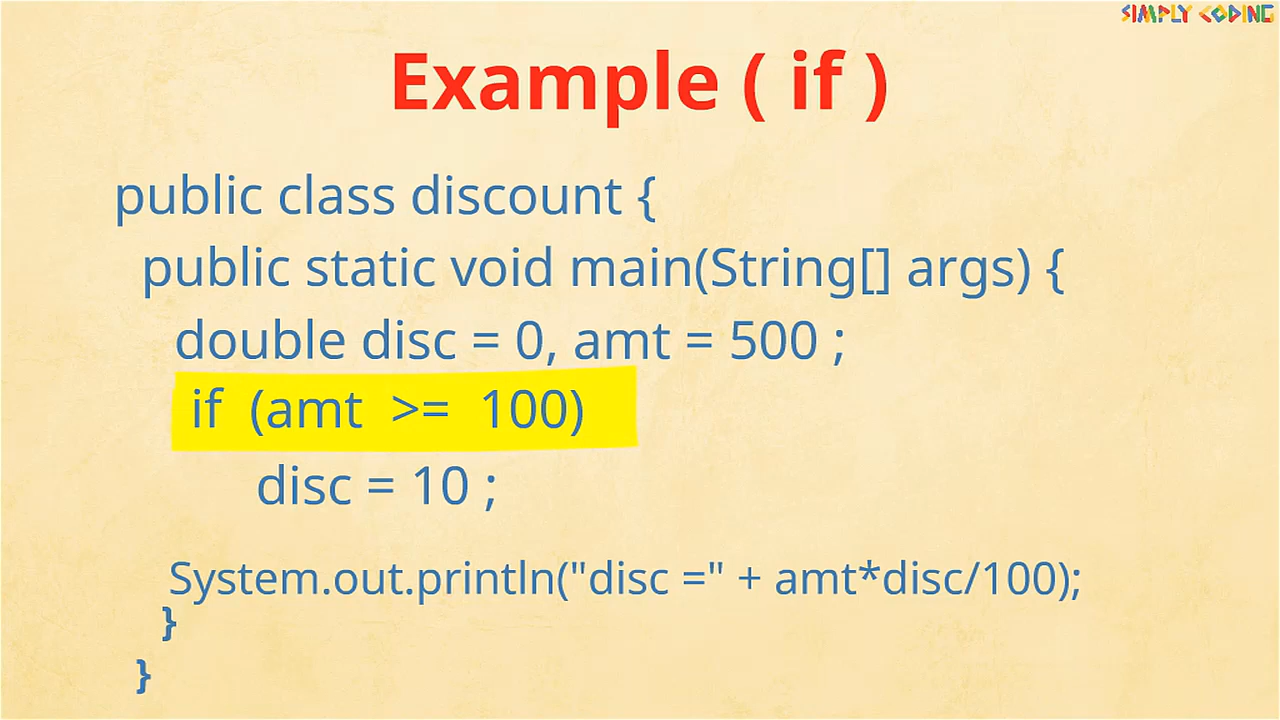 SIMPLY CODING
Example ( if )
public class discount {
public static void main(String[] args) {
double disc = 0, amt = 500 ;
if (amt >= 100)
disc = 10 ;
System.out.println("disc =" + amt*disc/100);
}
}